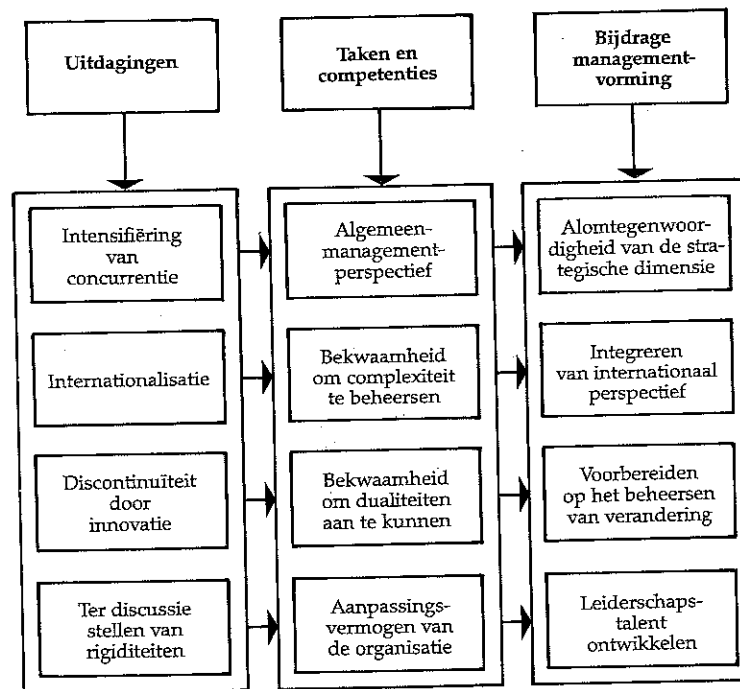 Uitdagingen
Taken en
competenties
Bijdrage
management-
vorming
Intensifiëring
van
concurrentie
Algemeen-
management-
perspectief
Alomtegenwoor-
digheid van de stra-
tegische dimensie
Internationalisatie
Bekwaamheid
om complexiteit
te beheersen
Integreren
van internationaal
perspectief
Discontinuïteit
door
innovatie
Bekwaamheid
om dualiteiten
aan te kunnen
Voorbereiden
op het beheersen
van verandering
Ter discussie
stellen van
rigiditeiten
Aanpassings-
vermogen van
de organisatie
Leiderschaps-
talent
ontwikkelen